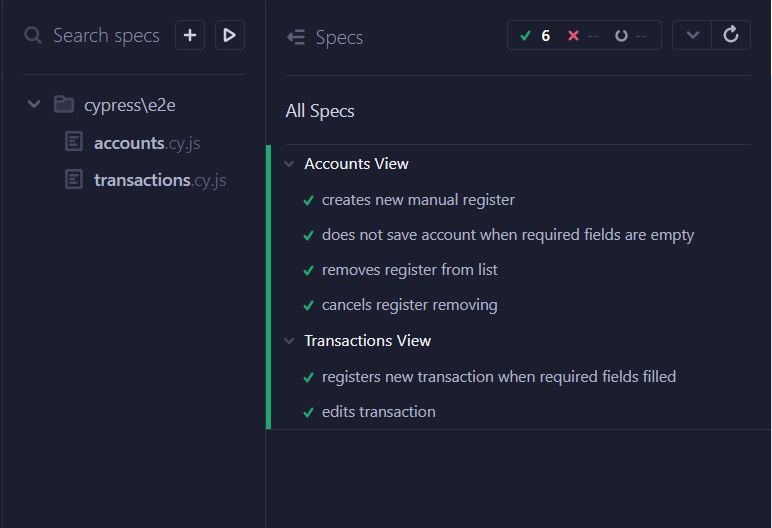 Search specs
cypress\e2e
accounts.cy.js
transactions.cy.js
Specs
6 -- --
All Specs
Accounts View
creates new manual register
does not save account when required fields are empty
removes register from list
cancels register removing
Transactions View
registers new transaction when required fields filled
edits transaction